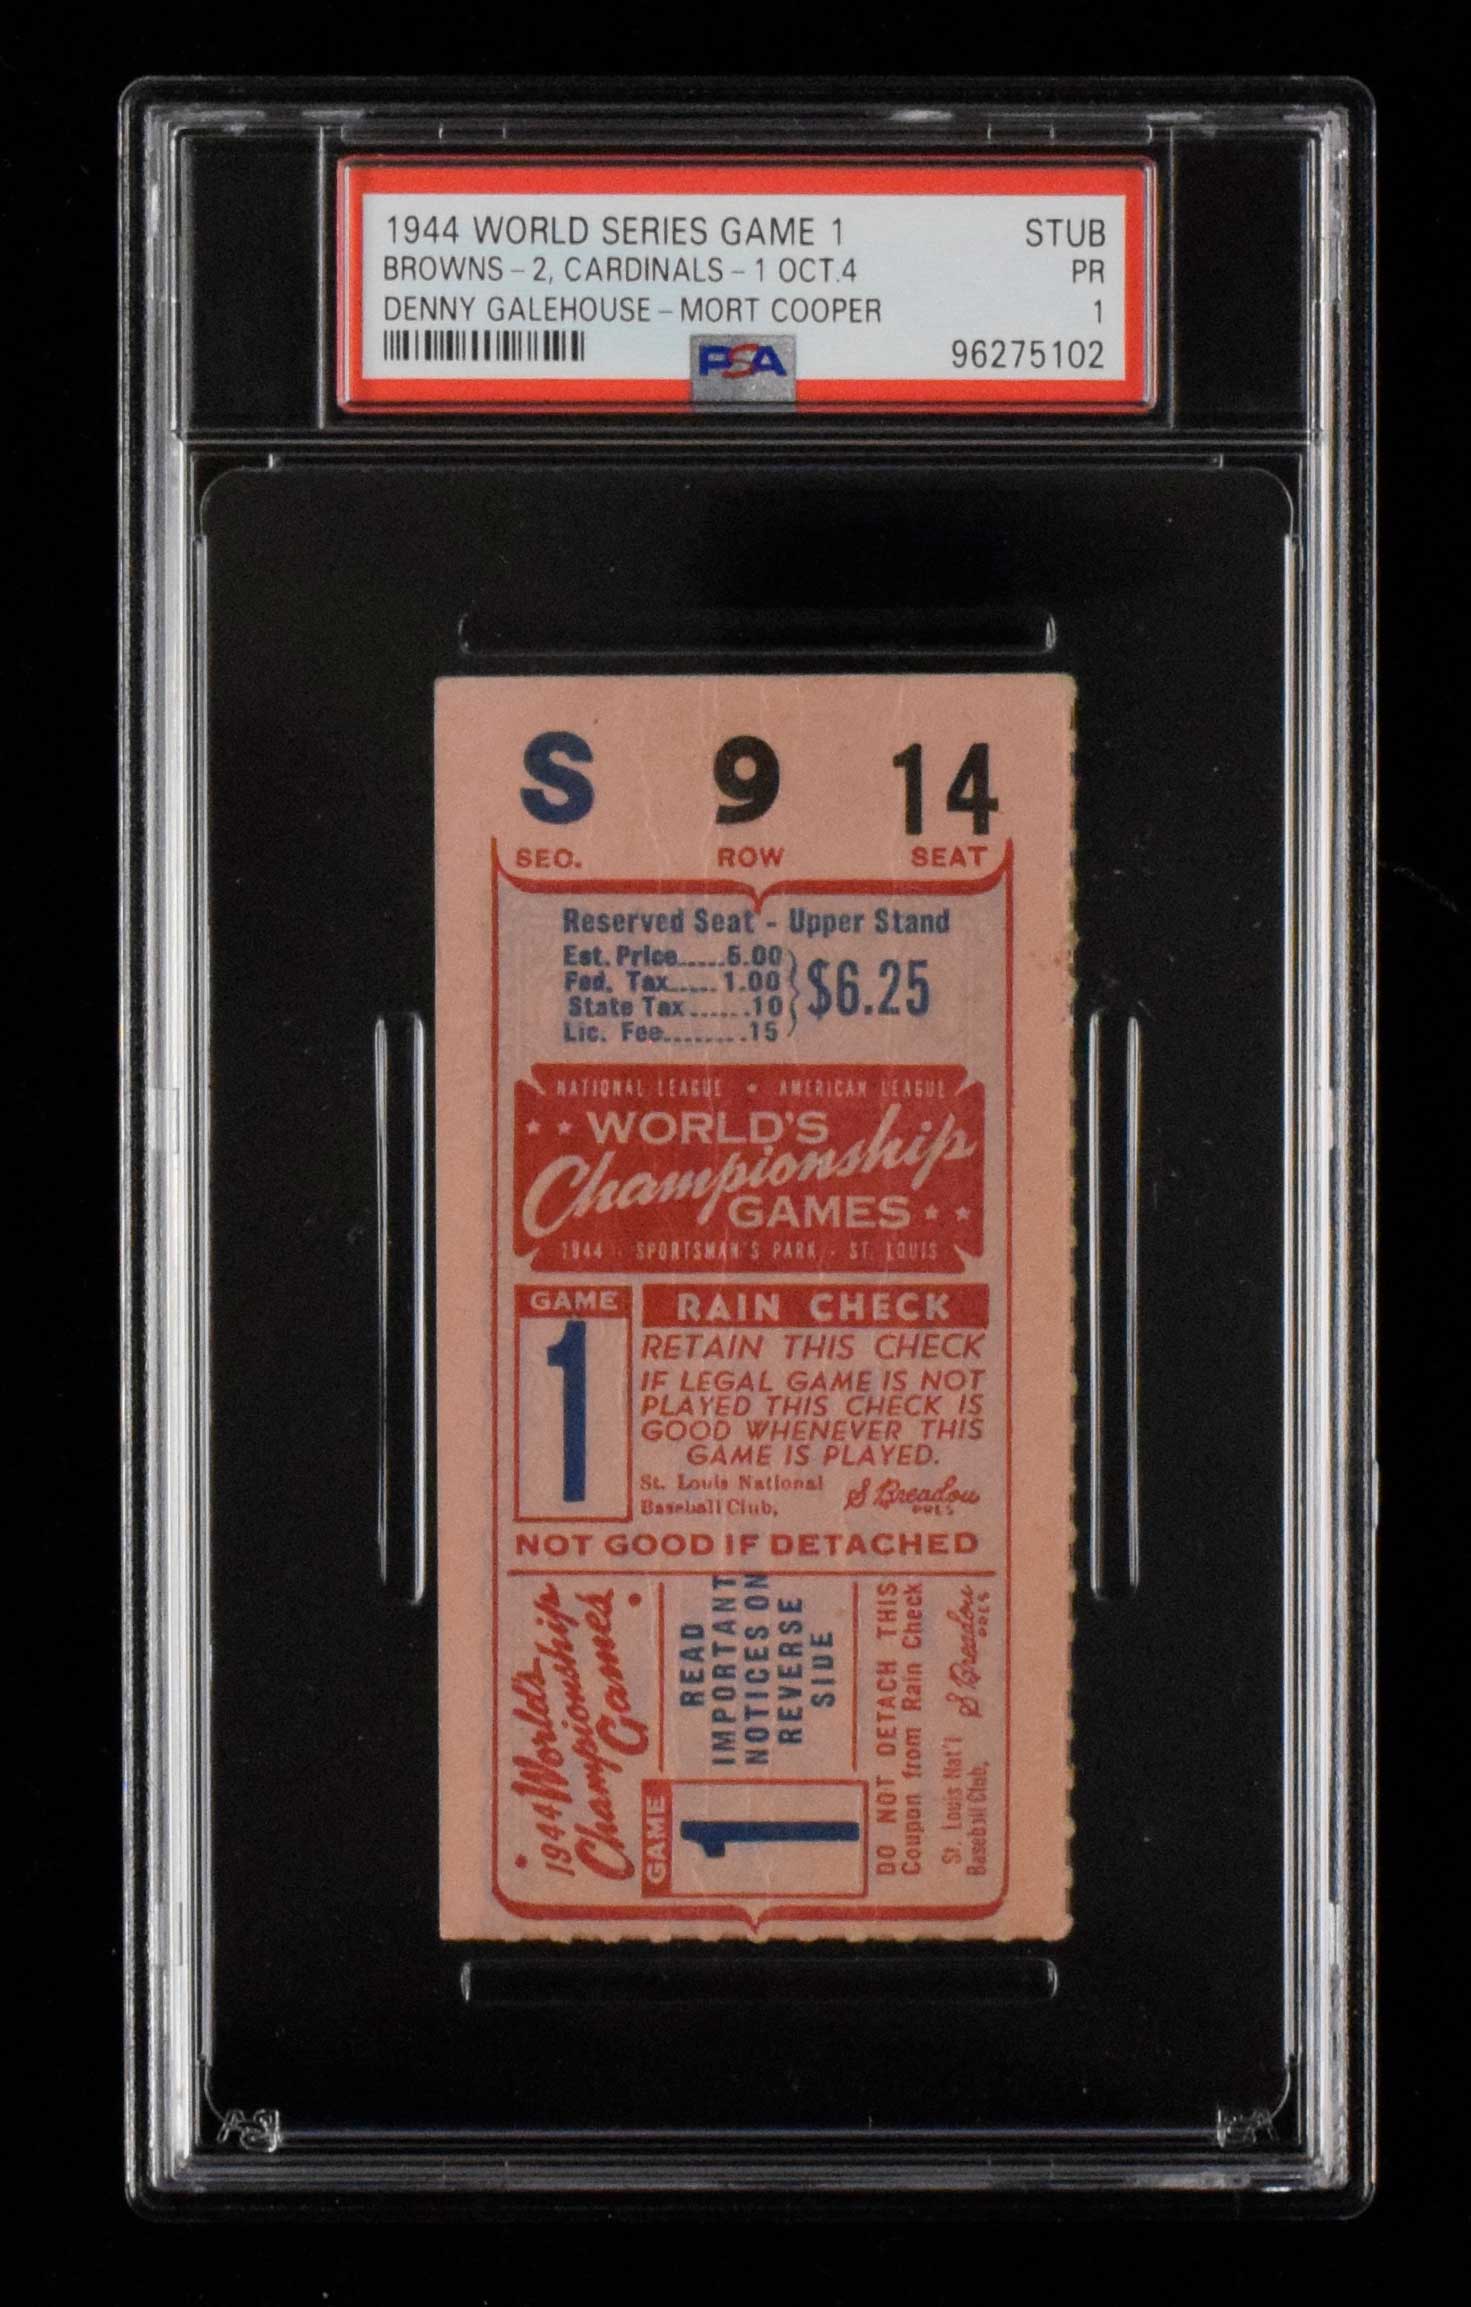 1944 WORLD SERIES GAME 1 STUB
BROWNS-2, CARDINALS-1 OCT.4 PR
DENNY GALEHOUSE-MORT COOPER 1
PSA 96275102
S 9 14
SEC. ROW SEAT
Reserved Seat - Upper Stand
Est. Price.....5.00
Fed. Tax.....1.00
$6.25
State Tax......10
Lic. Fee........15
NATIONAL LEAGUE • AMERICAN LEAGUE
WORLD'S
Championship
GAMES
1944 - SPORTSMAN'S PARK - ST. LOUIS
GAME
1
RAIN CHECK
RETAIN THIS CHECK
IF LEGAL GAME IS NOT
PLAYED THIS CHECK IS
GOOD WHENEVER THIS
GAME IS PLAYED.
St. Louis National
Baseball Club,
S Breadon
PRES
NOT GOOD IF DETACHED
1944 World's
Championship
Games
READ
IMPORTANT
NOTICES ON
REVERSE
SIDE
GAME
1
DO NOT DETACH THIS
Coupon from Rain Check
St. Louis Nat'l
Baseball Club,
S Breadon
PRES
PSA
PSA